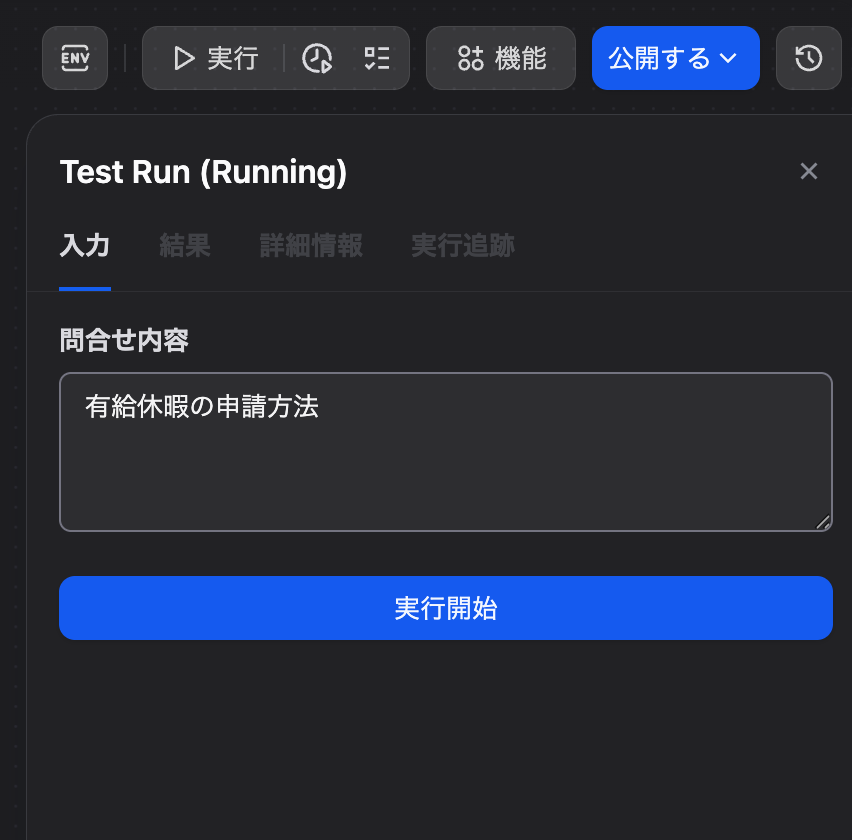 ENV 実行 機能 公開する
Test Run (Running)
入力 結果 詳細情報 実行追跡
問合せ内容
有給休暇の申請方法
実行開始